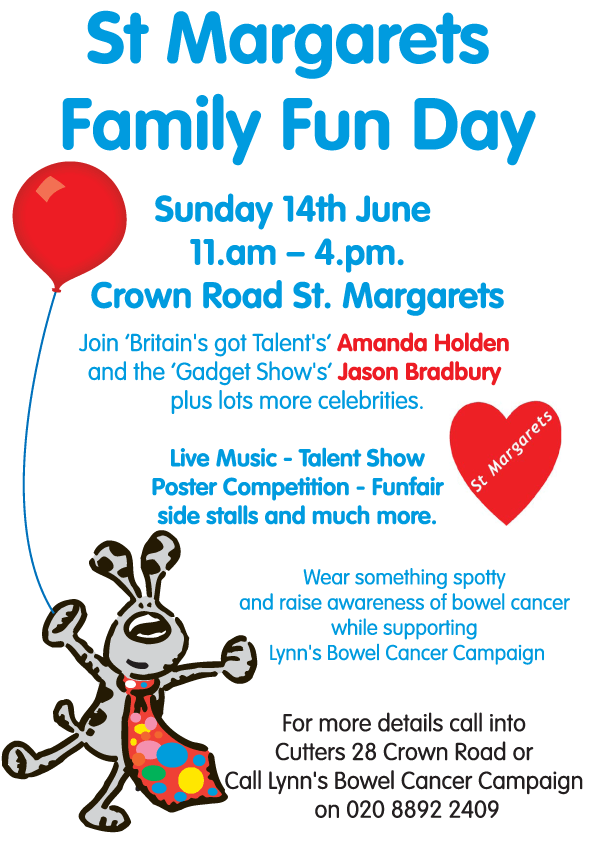 St Margarets
Family Fun Day
Sunday 14th June
11.am – 4.pm.
Crown Road St. Margarets
Join ‘Britain's got Talent's’ Amanda Holden
and the ‘Gadget Show's’ Jason Bradbury
plus lots more celebrities.
St Margarets
Live Music - Talent Show
Poster Competition - Funfair
side stalls and much more.
Wear something spotty
and raise awareness of bowel cancer
while supporting
Lynn's Bowel Cancer Campaign
For more details call into
Cutters 28 Crown Road or
Call Lynn's Bowel Cancer Campaign
on 020 8892 2409